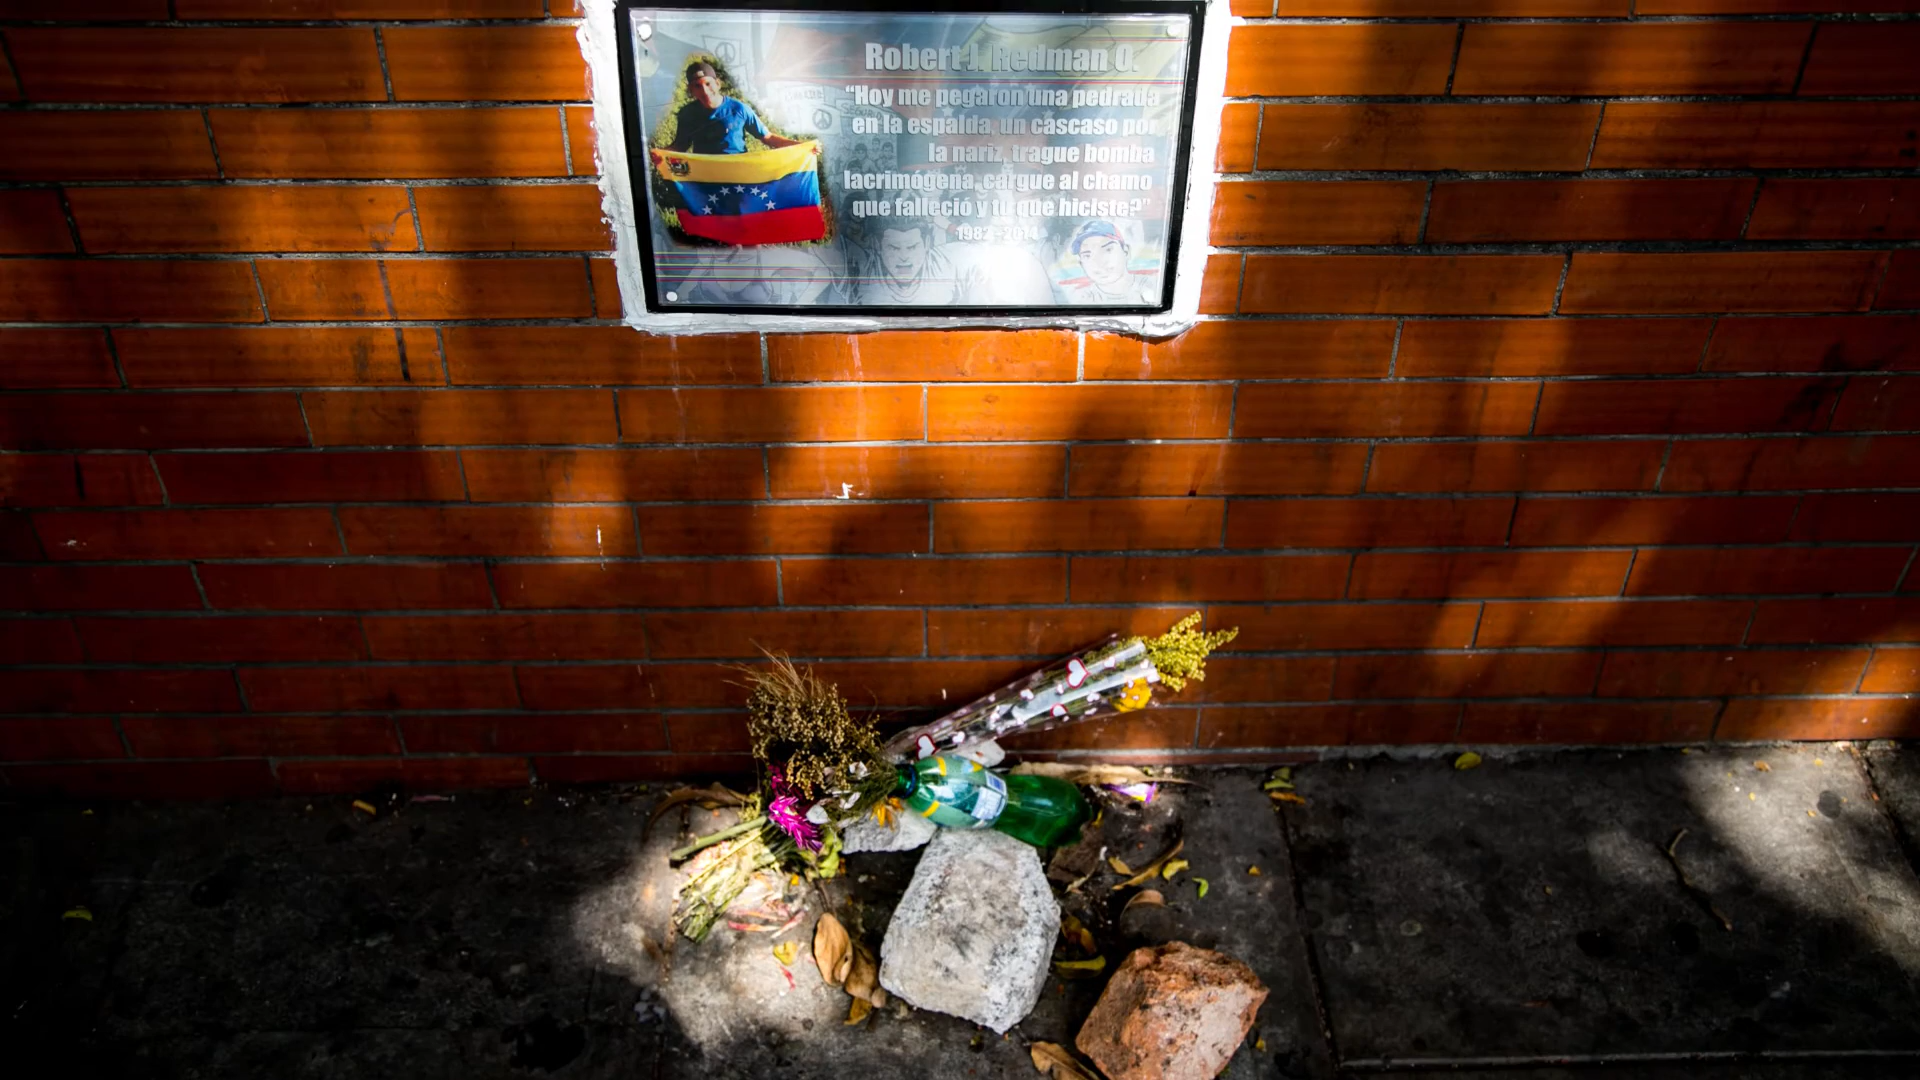 Robert J. Redman O.
“Hoy me pegaron una pedrada
en la espalda, un cascaso por
la nariz, trague bomba
lacrimógena, cargue al chamo
que falleció y tu que hiciste?”
1982 -2014